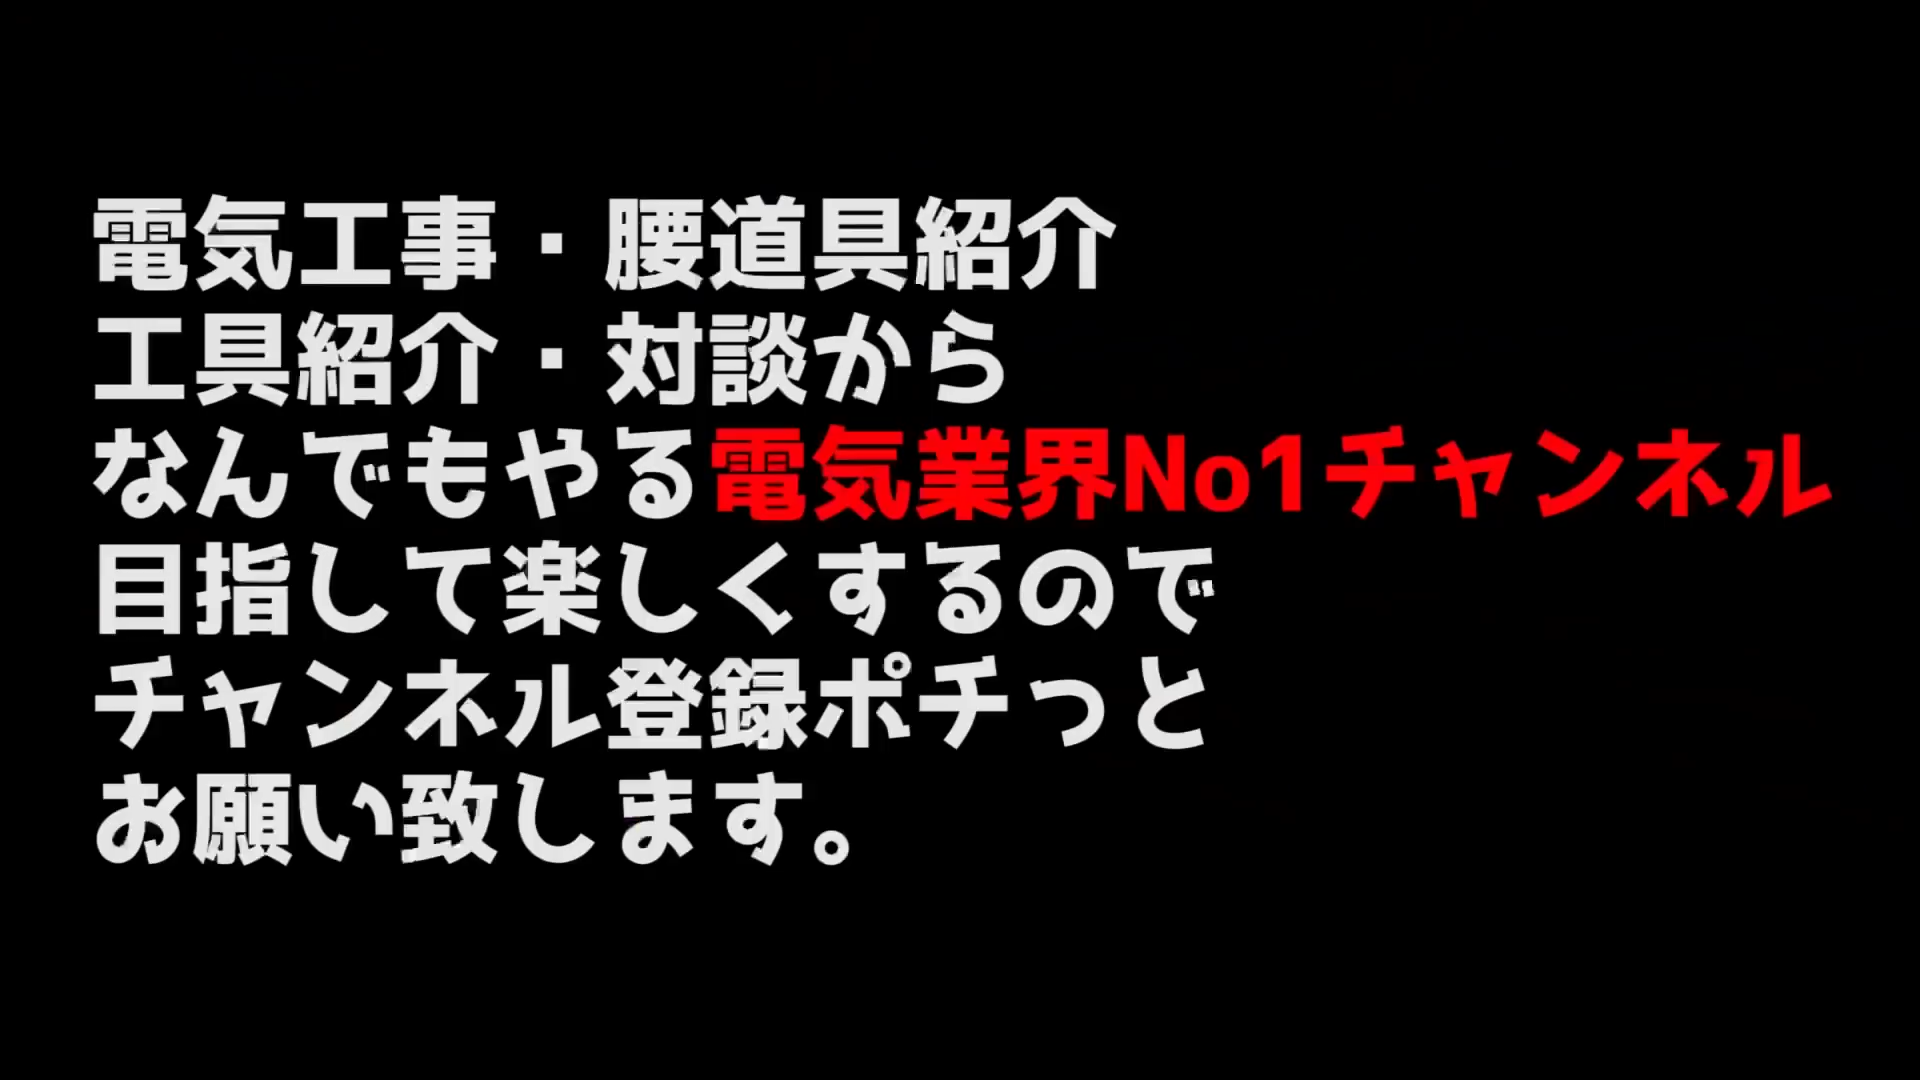 電気工事・腰道具紹介
工具紹介・対談から
なんでもやる電気業界No1チャンネル
目指して楽しくするので
チャンネル登録ポチっと
お願い致します。